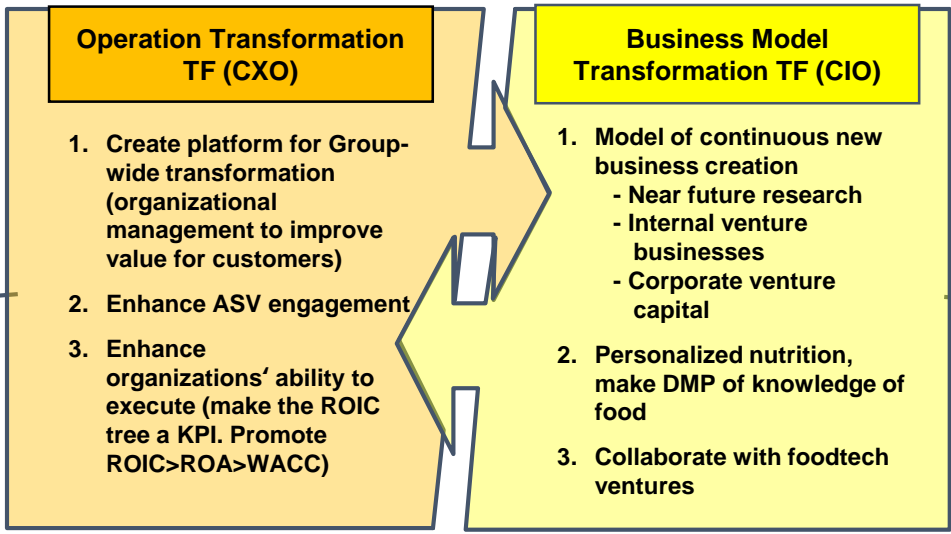 Operation Transformation
TF (CXO)
1. Create platform for Group-
wide transformation
(organizational
management to improve
value for customers)
2. Enhance ASV engagement
3. Enhance
organizations‘ ability to
execute (make the ROIC
tree a KPI. Promote
ROIC>ROA>WACC)
Business Model
Transformation TF (CIO)
1. Model of continuous new
business creation
- Near future research
- Internal venture
businesses
- Corporate venture
capital
2. Personalized nutrition,
make DMP of knowledge of
food
3. Collaborate with foodtech
ventures